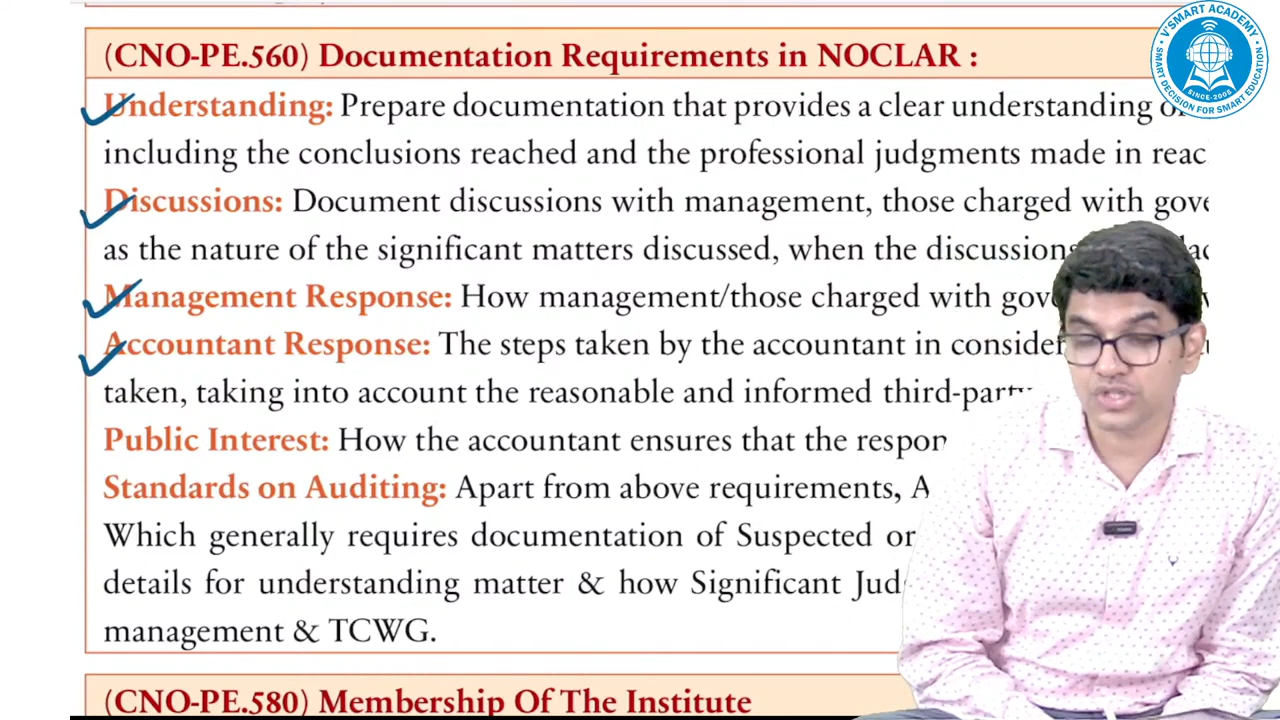 (CNO-PE.560) Documentation Requirements in NOCLAR :
Understanding: Prepare documentation that provides a clear understanding
including the conclusions reached and the professional judgments made in
Discussions: Document discussions with management, those charged with
as the nature of the significant matters discussed, when the discussions
Management Response: How management/those charged with
Accountant Response: The steps taken by the accountant in
taken, taking into account the reasonable and informed third-party
Public Interest: How the accountant ensures that the
Standards on Auditing: Apart from above requirements,
Which generally requires documentation of Suspected or
details for understanding matter & how Significant
management & TCWG.
(CNO-PE.580) Membership Of The Institute
V'SMART ACADEMY
SMART DECISION FOR SMART EDUCATION
SINCE-2005